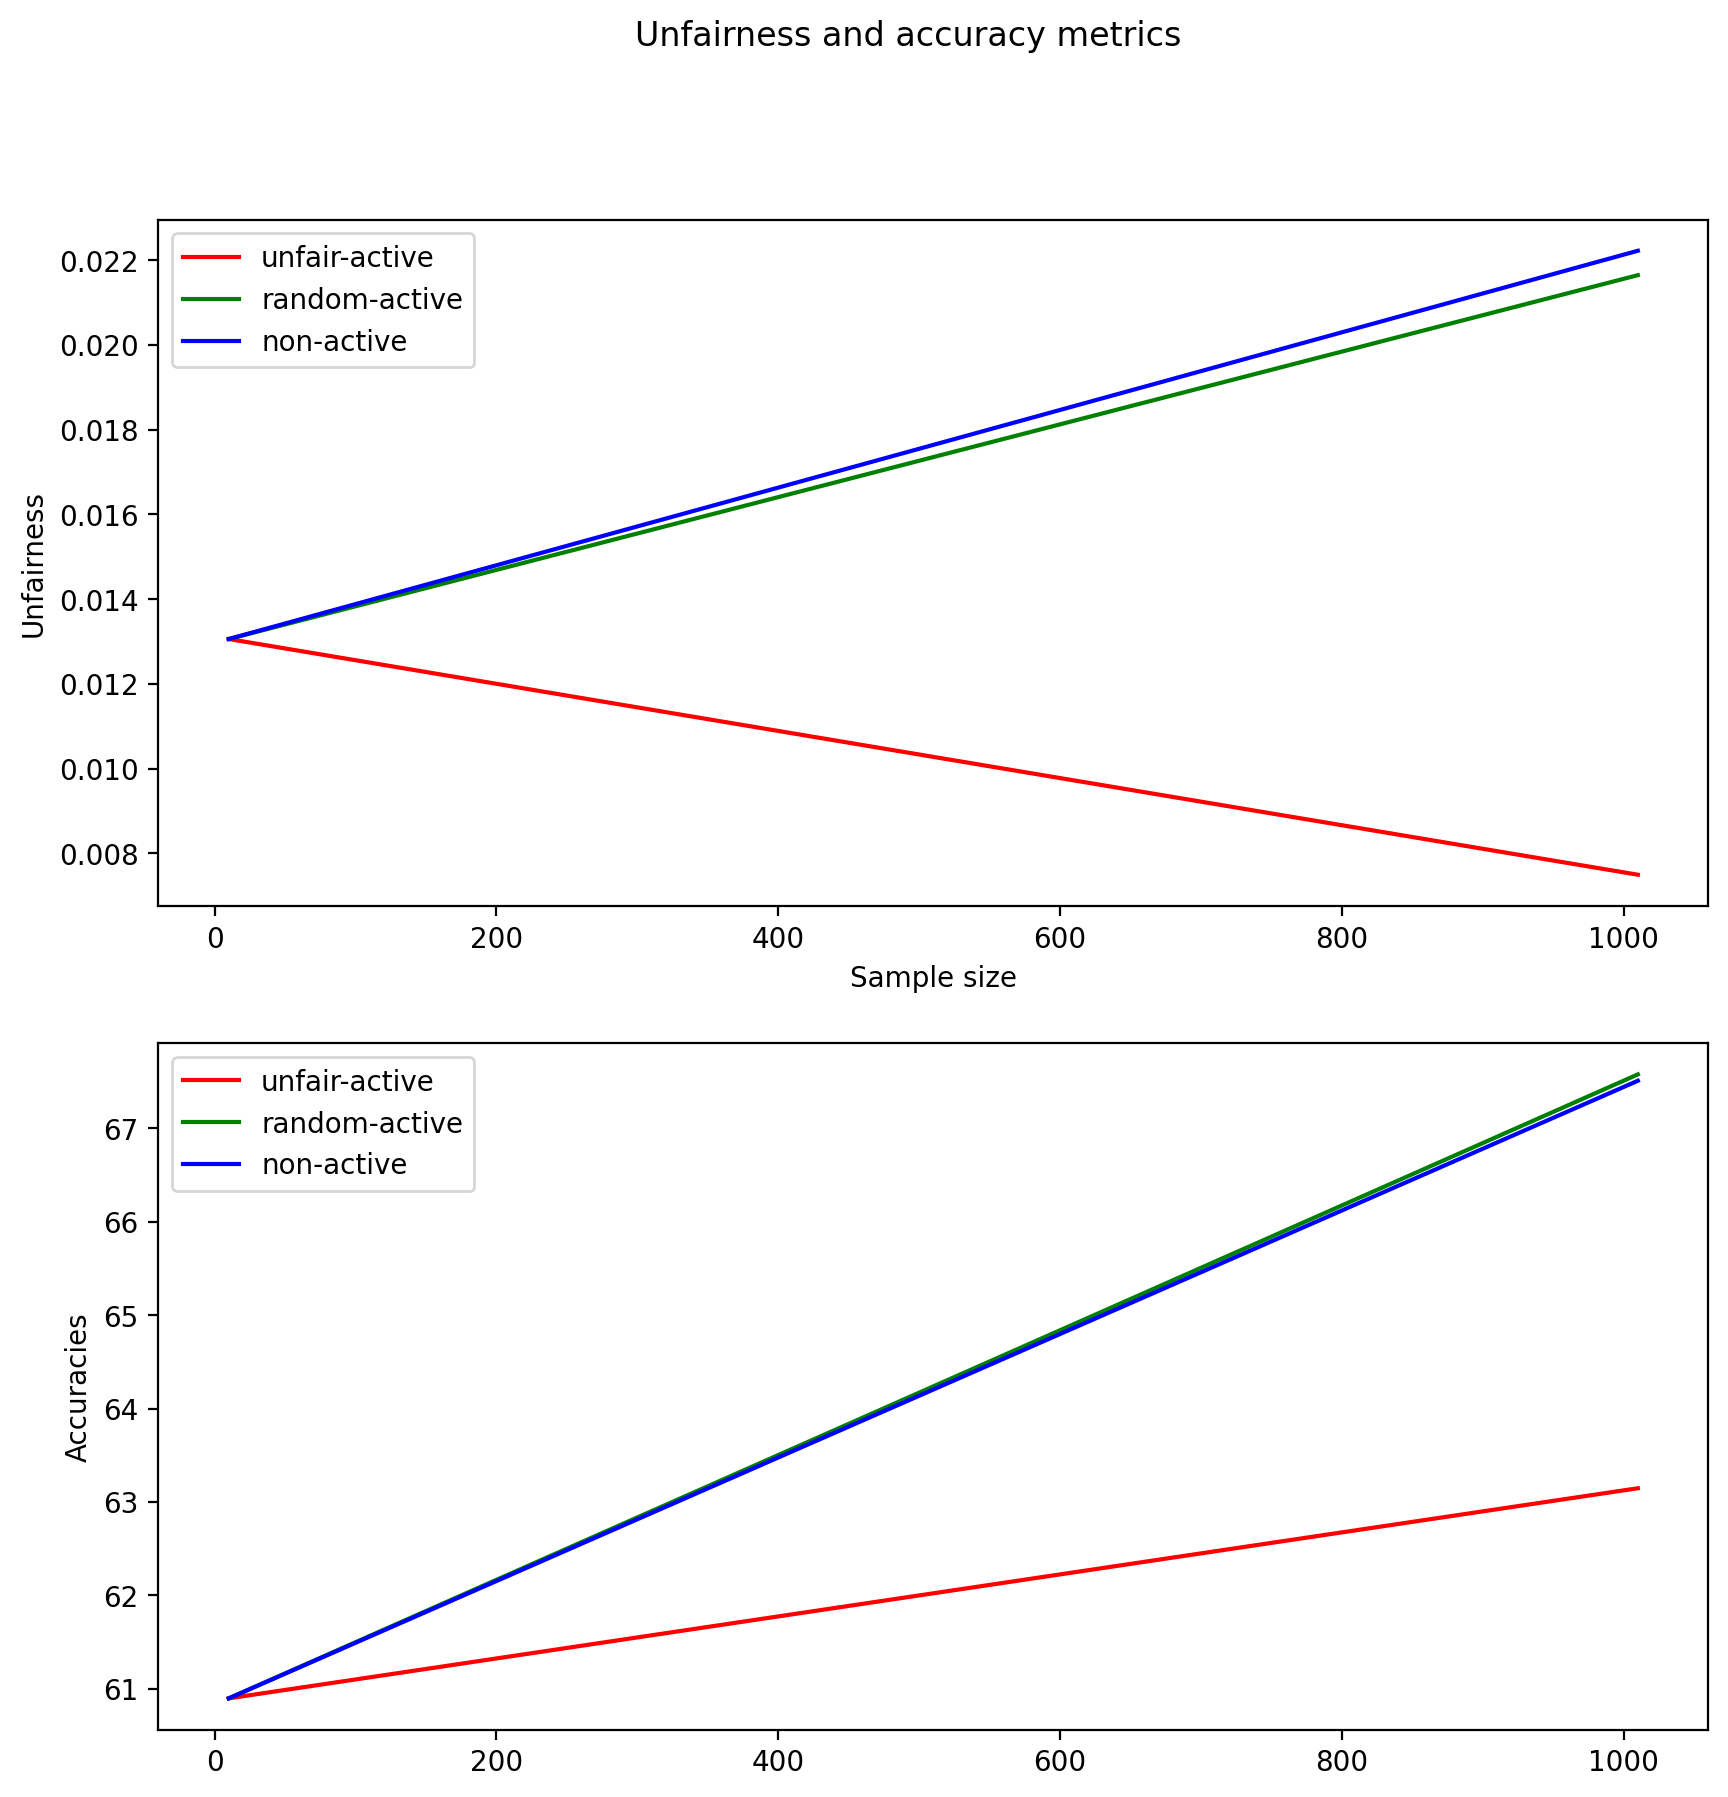 Unfairness and accuracy metrics
unfair-active
random-active
non-active
0.022
0.020
0.018
0.016
0.014
0.012
0.010
0.008
Unfairness
0 200 400 600 800 1000
Sample size
unfair-active
random-active
non-active
67
66
65
64
63
62
61
Accuracies
0 200 400 600 800 1000